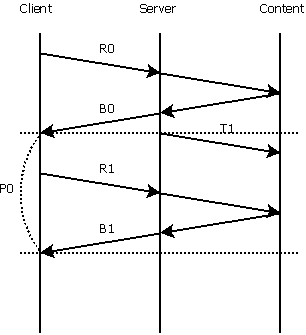 Client Server Content
R0
B0
T1
R1
P0
B1